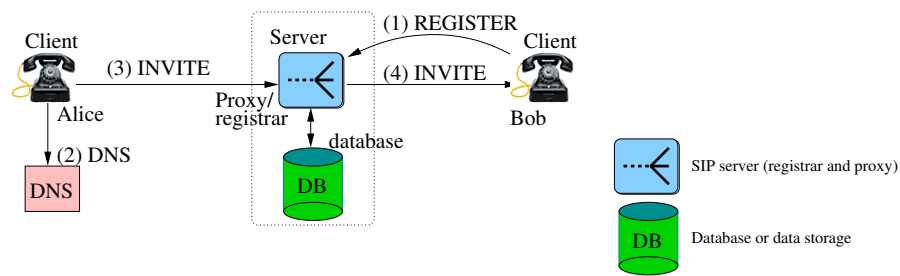 (1) REGISTER
Client
Server
Client
(3) INVITE
(4) INVITE
Proxy/
registrar
Alice
Bob
database
(2) DNS
DNS
DB
SIP server (registrar and proxy)
DB
Database or data storage